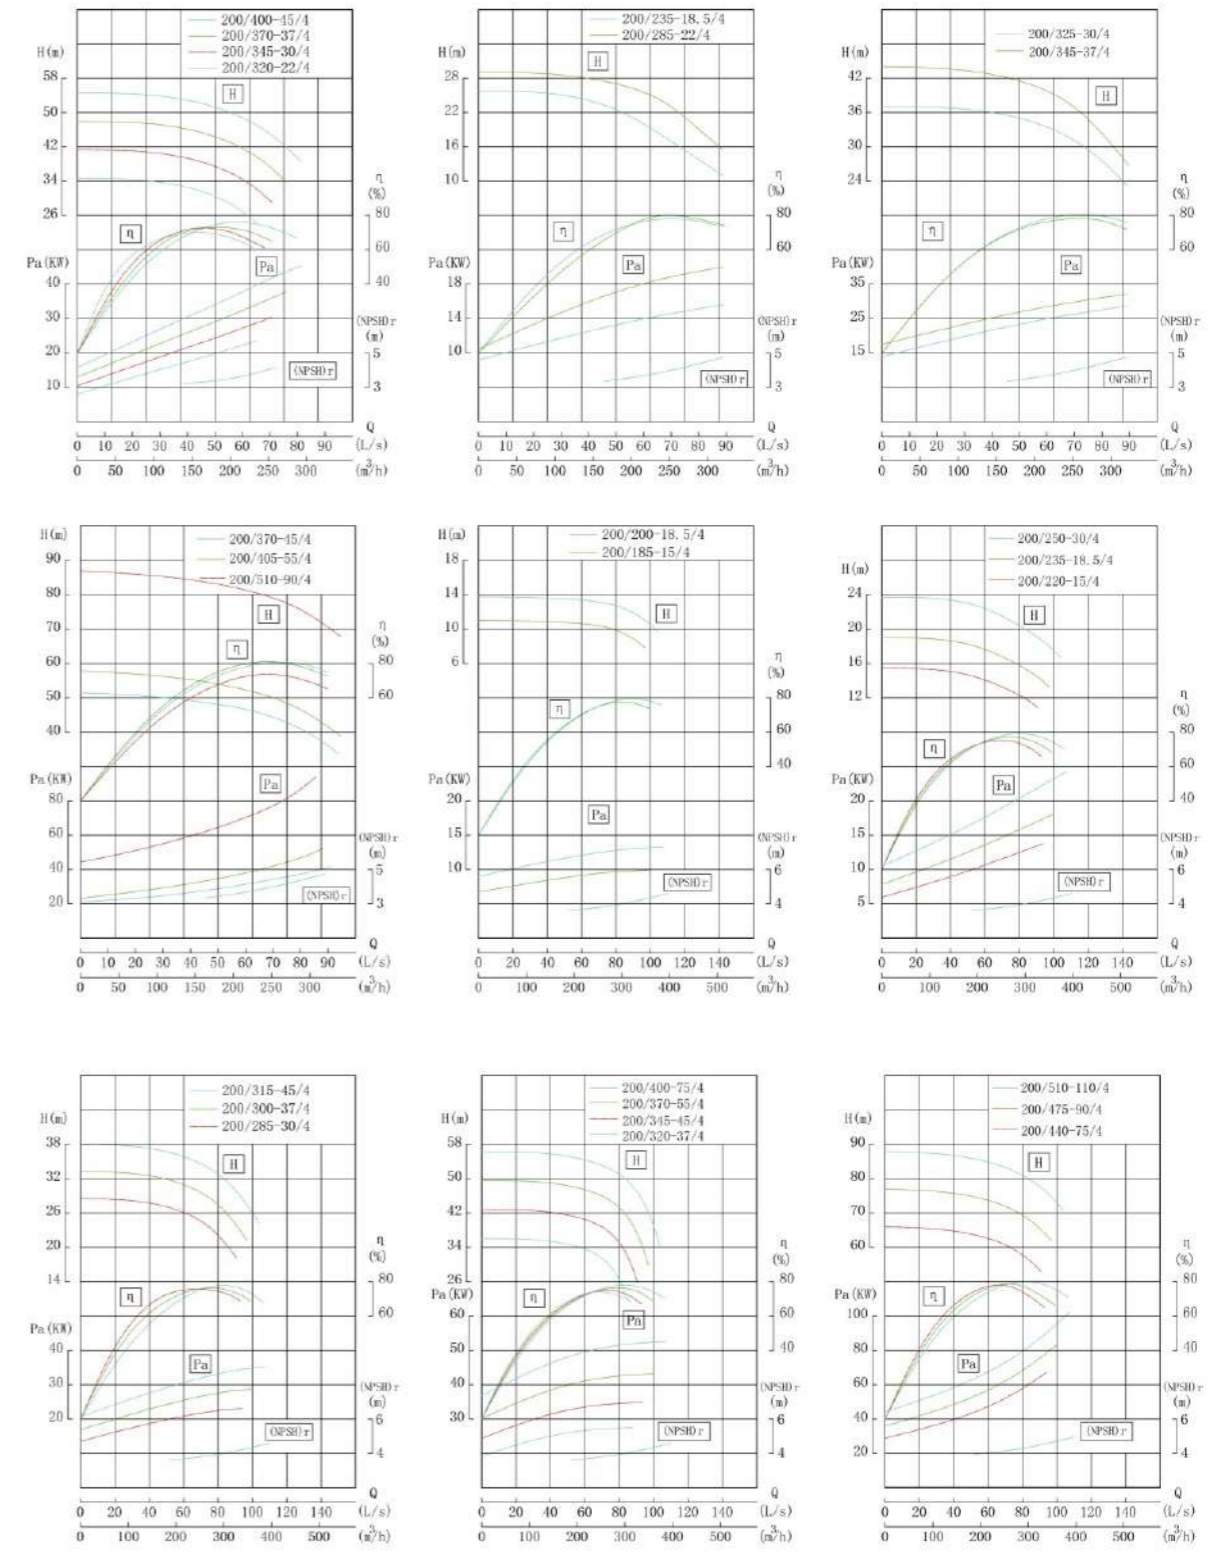 200/400-45/4
200/370-37/4
200/345-30/4
200/320-22/4
H(m)
58
50
42
34
26
H
η
(%)
80
60
40
η
Pa(KW)
40
30
20
10
Pa
(NPSH)r
(m)
5
3
(NPSH)r
Q
0 10 20 30 40 50 60 70 80 90 (L/s)
0 50 100 150 200 250 300 (m³/h)
200/235-18.5/4
200/285-22/4
H(m)
28
22
16
10
H
η
(%)
80
60
η
Pa(KW)
18
14
10
Pa
(NPSH)r
(m)
5
3
(NPSH)r
Q
0 10 20 30 40 50 60 70 80 90 (L/s)
0 50 100 150 200 250 300 (m³/h)
200/325-30/4
200/345-37/4
H(m)
42
36
30
24
H
η
(%)
80
60
η
Pa(KW)
35
25
15
Pa
(NPSH)r
(m)
5
3
(NPSH)r
Q
0 10 20 30 40 50 60 70 80 90 (L/s)
0 50 100 150 200 250 300 (m³/h)
200/370-45/4
200/405-55/4
200/510-90/4
H(m)
90
80
70
60
50
40
H
η
(%)
80
60
η
Pa(KW)
80
60
40
20
Pa
(NPSH)r
(m)
5
3
(NPSH)r
Q
0 10 20 30 40 50 60 70 80 90 (L/s)
0 50 100 150 200 250 300 (m³/h)
200/200-18.5/4
200/185-15/4
H(m)
18
14
10
6
H
η
(%)
80
60
40
η
Pa(KW)
20
15
10
Pa
(NPSH)r
(m)
6
4
(NPSH)r
Q
0 20 40 60 80 100 120 140 (L/s)
0 100 200 300 400 500 (m³/h)
200/250-30/4
200/235-18.5/4
200/220-15/4
H(m)
24
20
16
12
H
η
(%)
80
60
40
η
Pa(KW)
20
15
10
5
Pa
(NPSH)r
(m)
6
4
(NPSH)r
Q
0 20 40 60 80 100 120 140 (L/s)
0 100 200 300 400 500 (m³/h)
200/315-45/4
200/300-37/4
200/285-30/4
H(m)
38
32
26
20
14
H
η
(%)
80
60
η
Pa(KW)
40
30
20
Pa
(NPSH)r
(m)
6
4
(NPSH)r
Q
0 20 40 60 80 100 120 140 (L/s)
0 100 200 300 400 500 (m³/h)
200/400-75/4
200/370-55/4
200/345-45/4
200/320-37/4
H(m)
58
50
42
34
26
H
η
(%)
80
60
40
η
Pa(KW)
60
50
40
30
Pa
(NPSH)r
(m)
6
4
(NPSH)r
Q
0 20 40 60 80 100 120 140 (L/s)
0 100 200 300 400 500 (m³/h)
200/510-110/4
200/475-90/4
200/440-75/4
H(m)
90
80
70
60
H
η
(%)
80
60
40
η
Pa(KW)
100
80
60
40
20
Pa
(NPSH)r
(m)
6
4
(NPSH)r
Q
0 20 40 60 80 100 120 140 (L/s)
0 100 200 300 400 500 (m³/h)